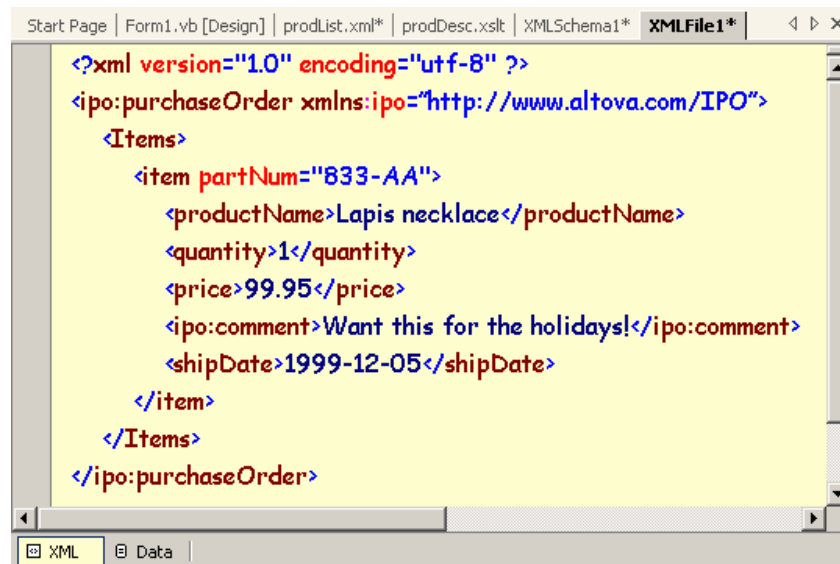 Start Page | Form1.vb [Design] | prodList.xml* | prodDesc.xslt | XMLSchema1* XMLFile1*
<?xml version="1.0" encoding="utf-8" ?>
<ipo:purchaseOrder xmlns:ipo=“http://www.altova.com/IPO”>
<Items>
<item partNum="833-AA">
<productName>Lapis necklace</productName>
<quantity>1</quantity>
<price>99.95</price>
<ipo:comment>Want this for the holidays!</ipo:comment>
<shipDate>1999-12-05</shipDate>
</item>
</Items>
</ipo:purchaseOrder>
XML Data